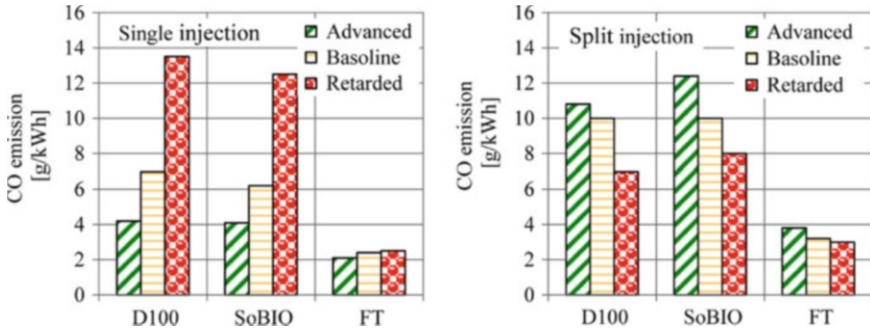 CO emission
[g/kWh]
16
14
12
10
8
6
4
2
0
Single injection
Advanced
Basoline
Retarded
D100 SoBIO FT
CO emission
[g/kWh]
16
14
12
10
8
6
4
2
0
Split injection
Advanced
Basoline
Retarded
D100 SoBIO FT